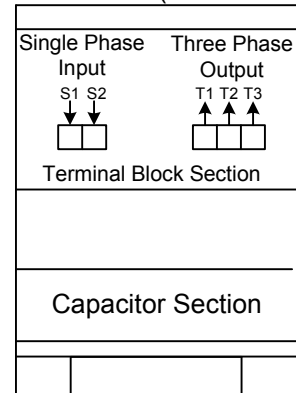 Single Phase Input
Three Phase Output
S1 S2
T1 T2 T3
Terminal Block Section
Capacitor Section